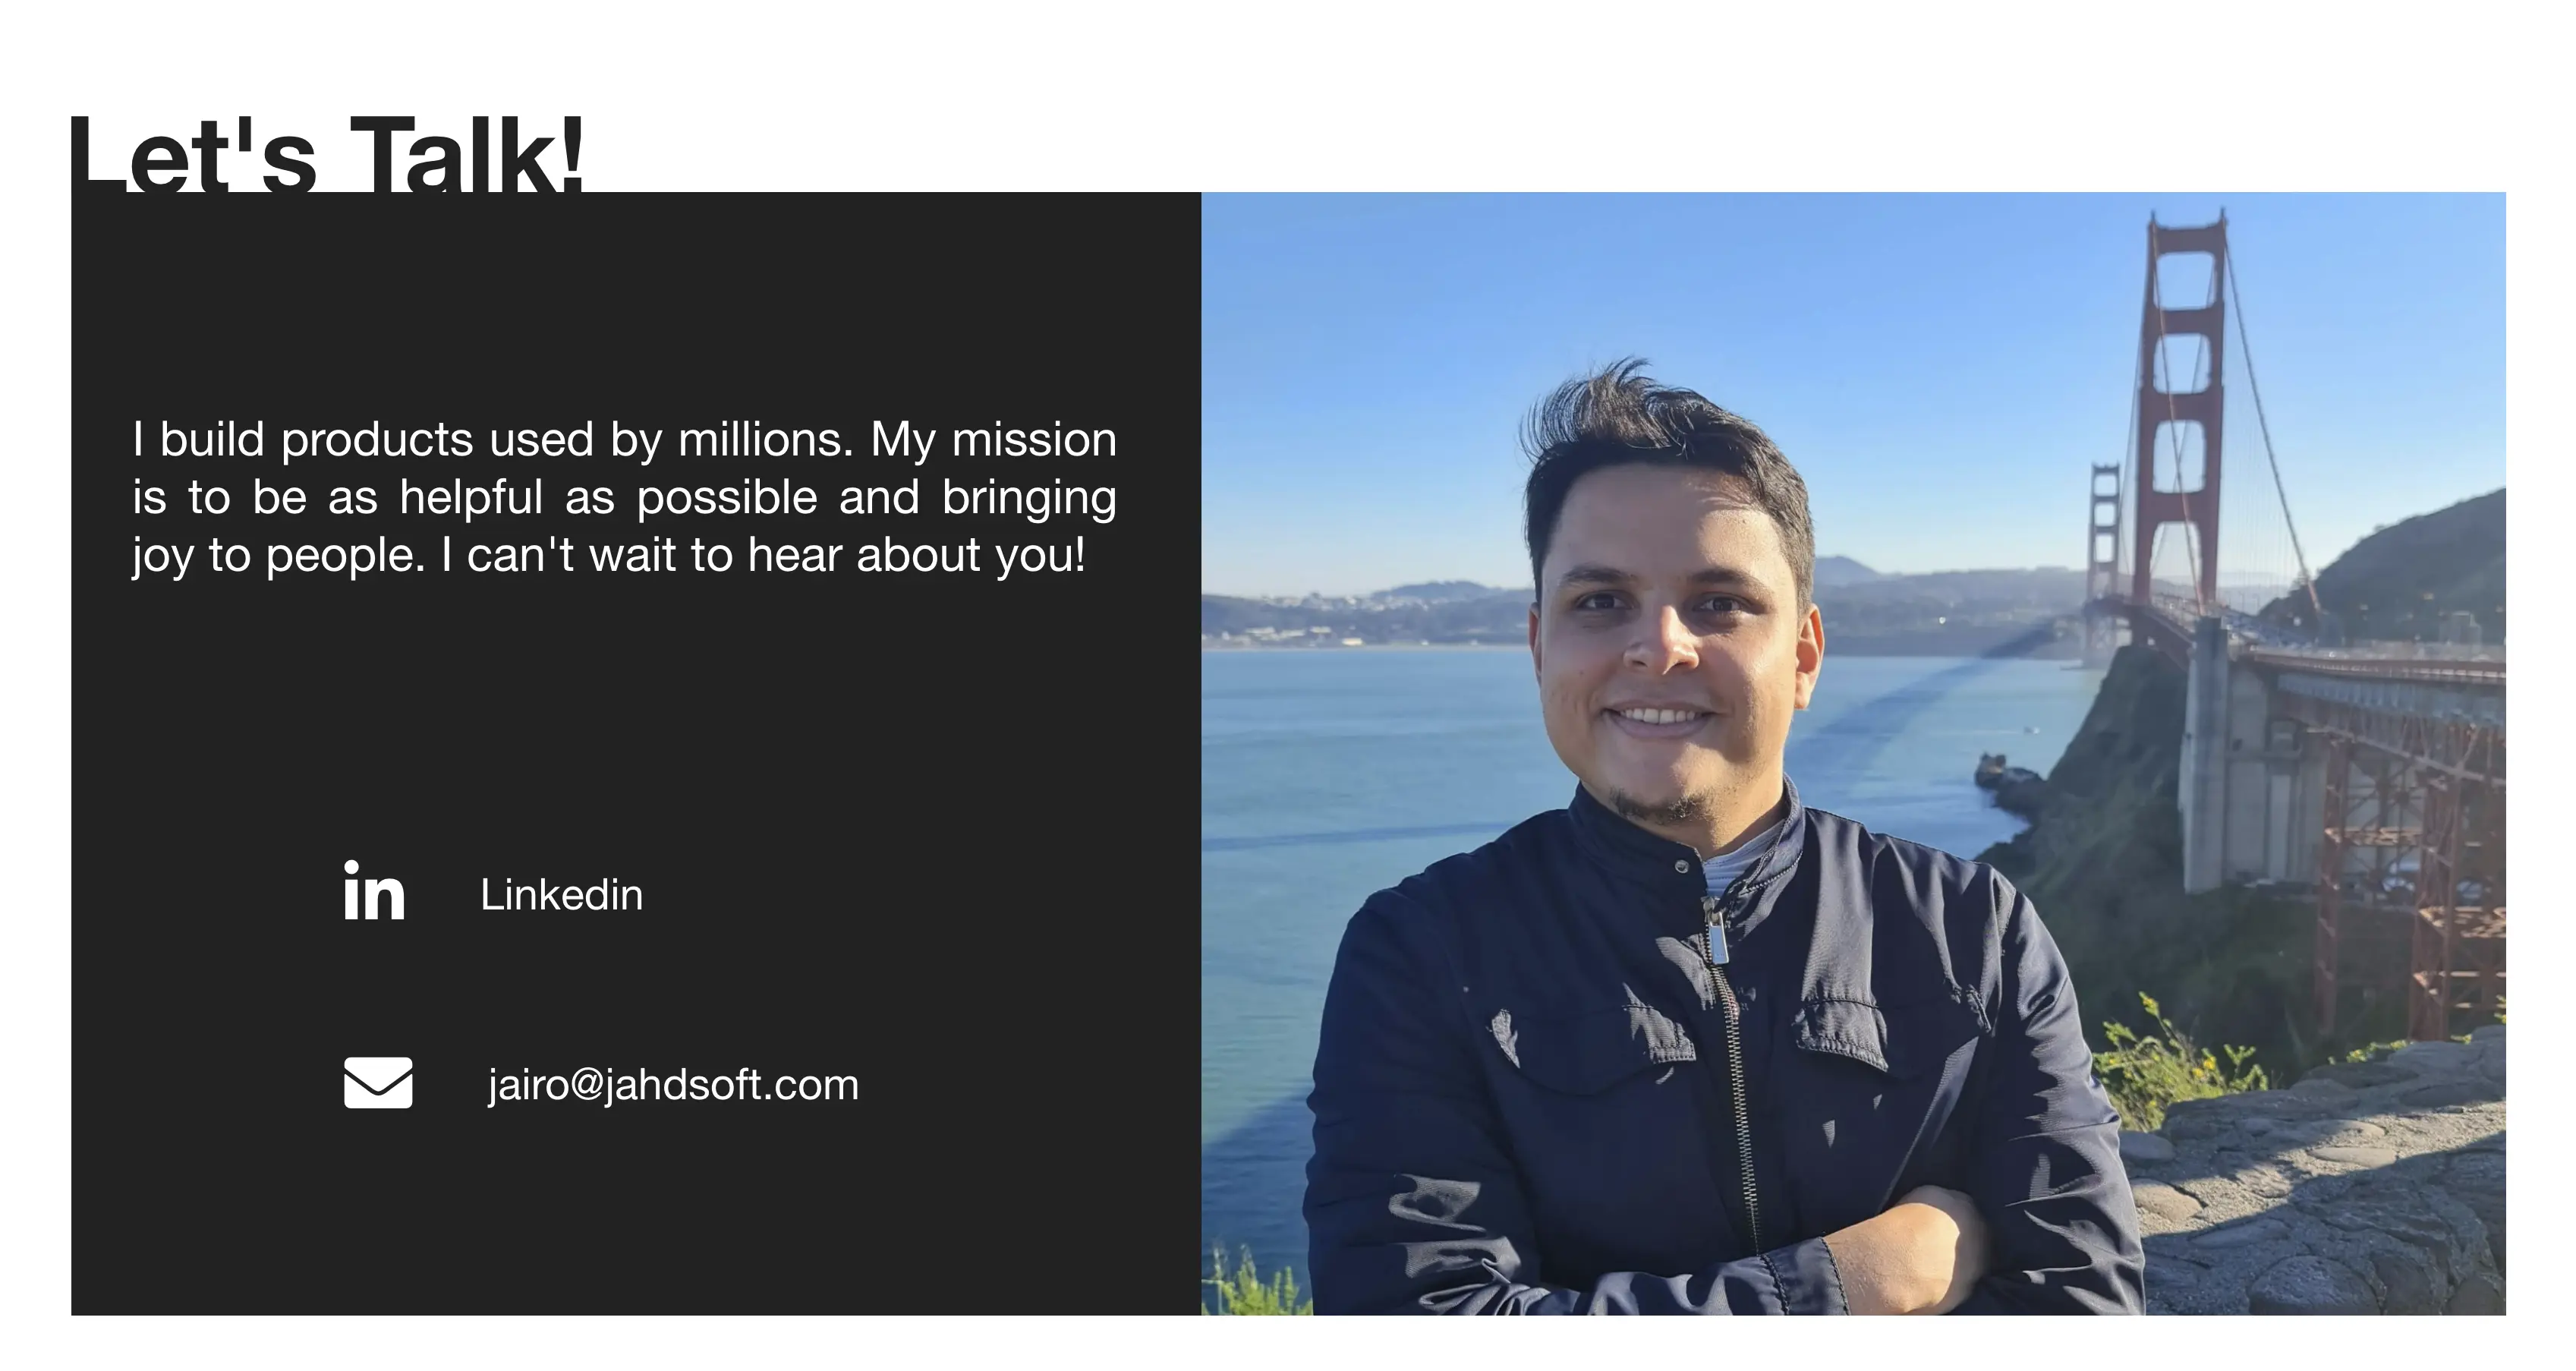 Let's Talk!
I build products used by millions. My mission
is to be as helpful as possible and bringing
joy to people. I can't wait to hear about you!
in Linkedin
jairo@jahdsoft.com